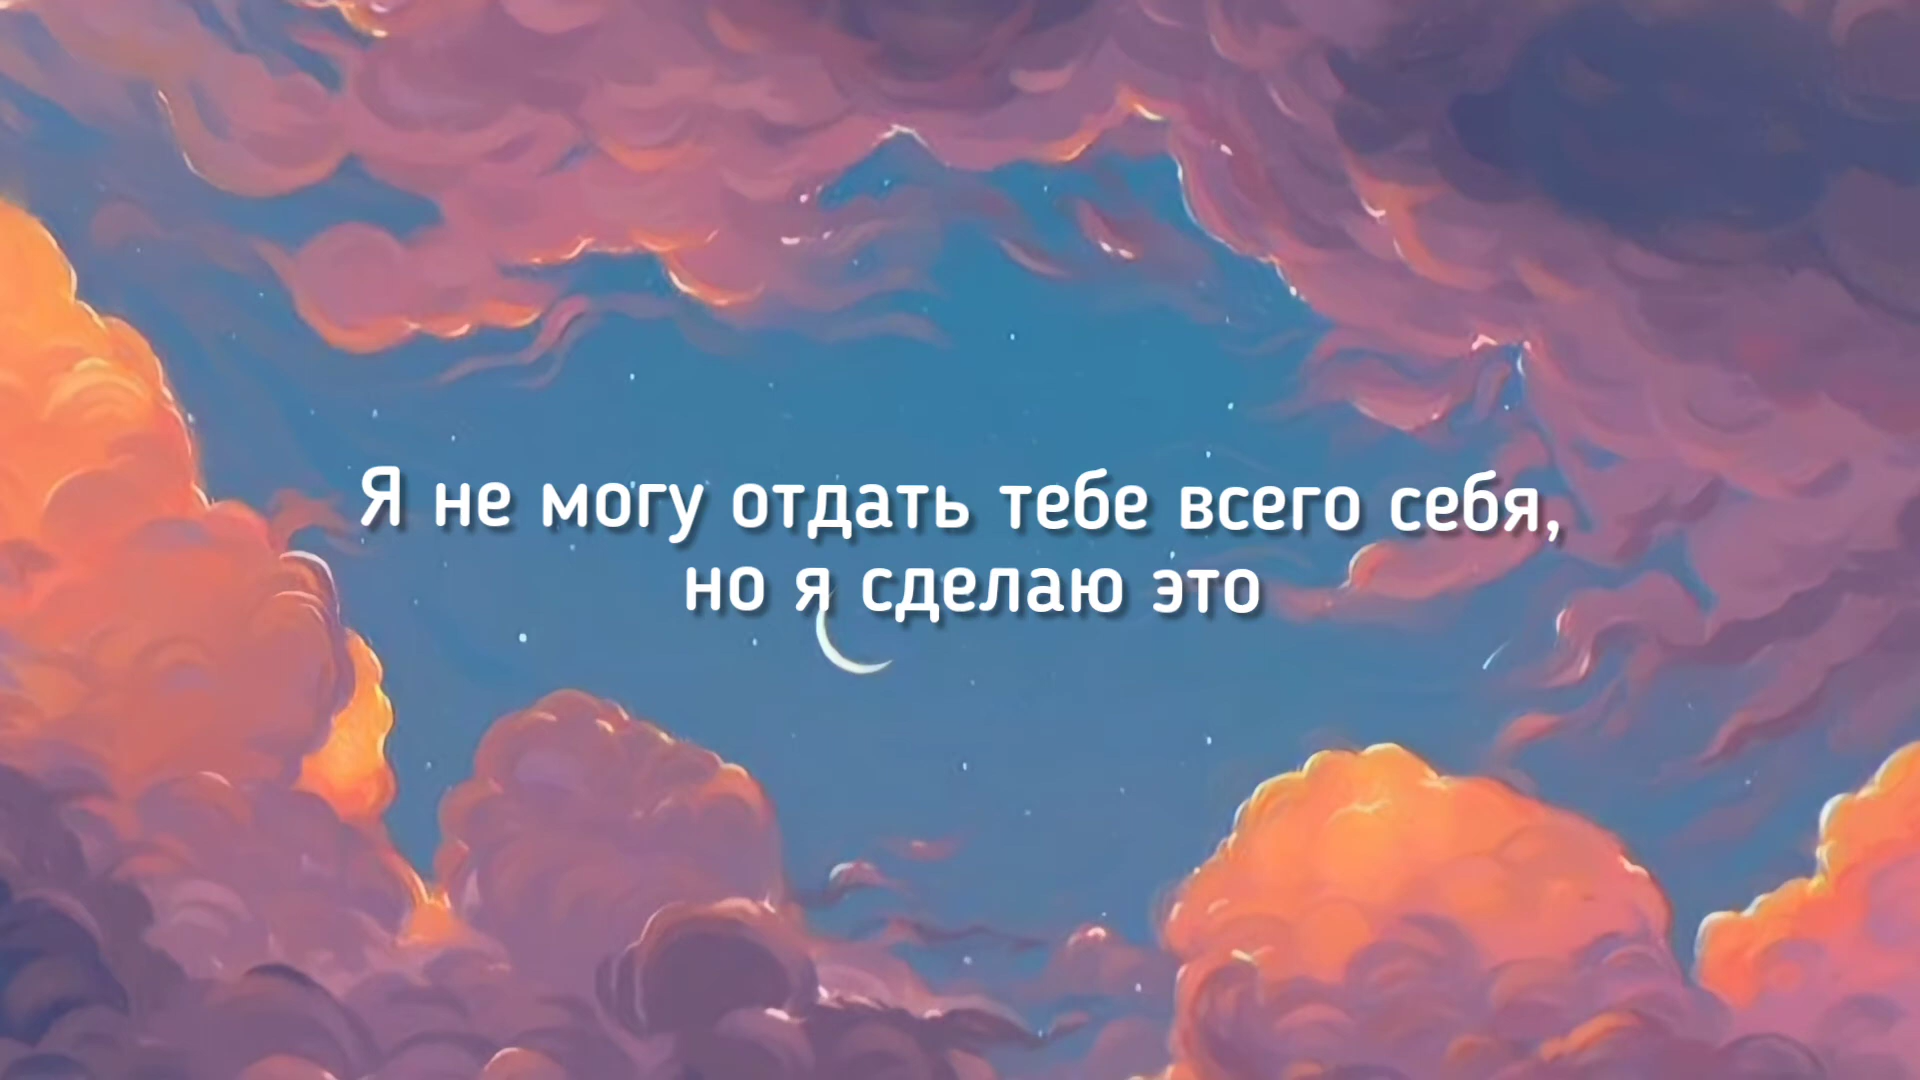 Я не могу отдать тебе всего себя,
но я сделаю это